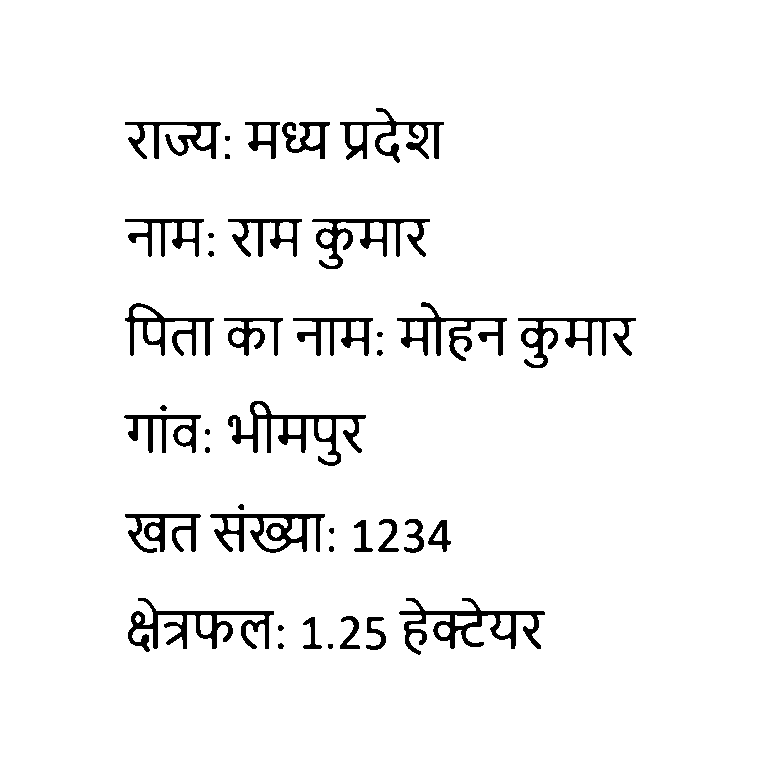 राज्य: मध्य प्रदेश
नाम: राम कुमार
पिता का नाम: मोहन कुमार
गांव: भीमपुर
खत संख्या: 1234
क्षेत्रफल: 1.25 हेक्टेयर